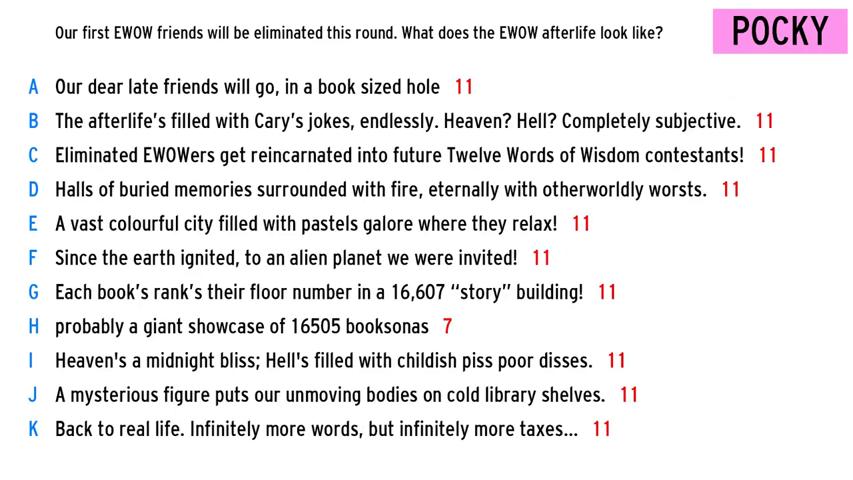 Our first EWOW friends will be eliminated this round. What does the EWOW afterlife look like?
POCKY
A Our dear late friends will go, in a book sized hole 11
B The afterlife's filled with Cary's jokes, endlessly. Heaven? Hell? Completely subjective. 11
C Eliminated EWOWers get reincarnated into future Twelve Words of Wisdom contestants! 11
D Halls of buried memories surrounded with fire, eternally with otherworldly worsts. 11
E A vast colourful city filled with pastels galore where they relax! 11
F Since the earth ignited, to an alien planet we were invited! 11
G Each book's rank's their floor number in a 16,607 “story” building! 11
H probably a giant showcase of 16505 booksonas 7
I Heaven's a midnight bliss; Hell's filled with childish piss poor disses. 11
J A mysterious figure puts our unmoving bodies on cold library shelves. 11
K Back to real life. Infinitely more words, but infinitely more taxes... 11